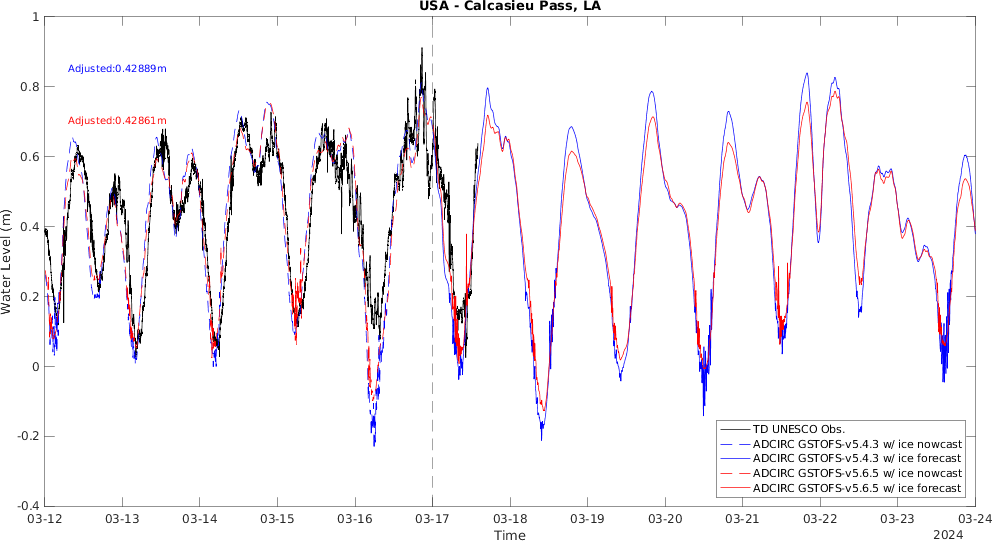 USA - Calcasieu Pass, LA
1
0.8
0.6
0.4
0.2
0
-0.2
-0.4
Water Level (m)
Adjusted:0.42889m
Adjusted:0.42861m
TD UNESCO Obs.
ADCIRC GSTOFS-v5.4.3 w/ ice nowcast
ADCIRC GSTOFS-v5.4.3 w/ ice forecast
ADCIRC GSTOFS-v5.6.5 w/ ice nowcast
ADCIRC GSTOFS-v5.6.5 w/ ice forecast
03-12 03-13 03-14 03-15 03-16 03-17 03-18 03-19 03-20 03-21 03-22 03-23 03-24
Time
2024